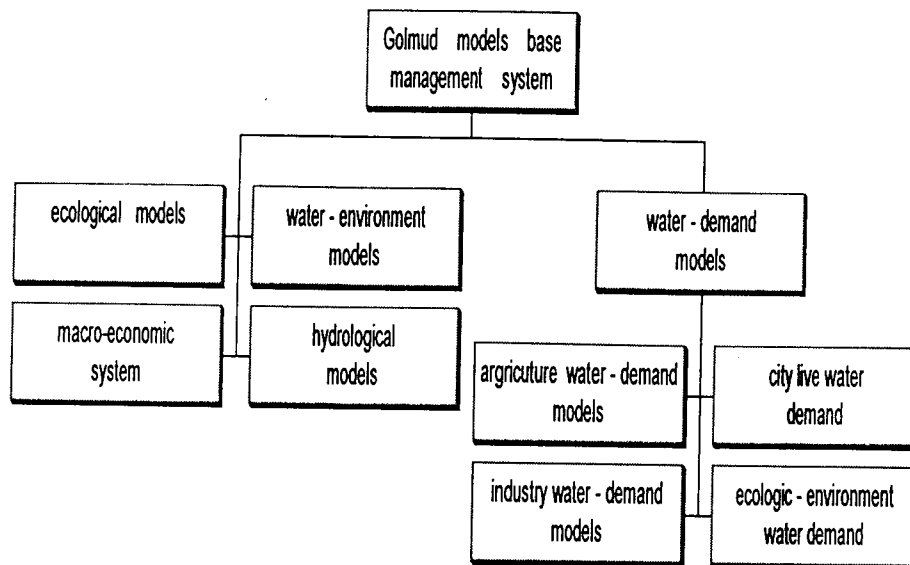 Golmud models base
management system
ecological models
water - environment
models
water - demand
models
macro-economic
system
hydrological
models
argricuture water - demand
models
city live water
demand
industry water - demand
models
ecologic - environment
water demand